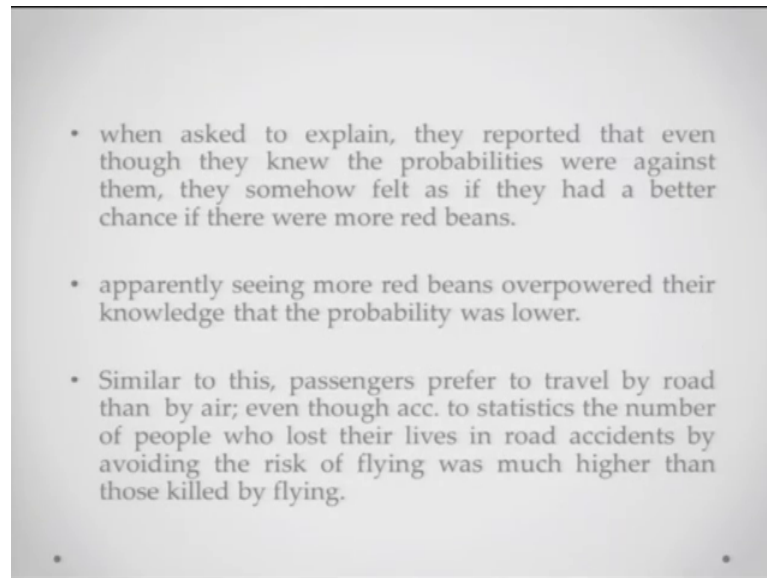 • when asked to explain, they reported that even
though they knew the probabilities were against
them, they somehow felt as if they had a better
chance if there were more red beans.
• apparently seeing more red beans overpowered their
knowledge that the probability was lower.
• Similar to this, passengers prefer to travel by road
than by air; even though acc. to statistics the number
of people who lost their lives in road accidents by
avoiding the risk of flying was much higher than
those killed by flying.